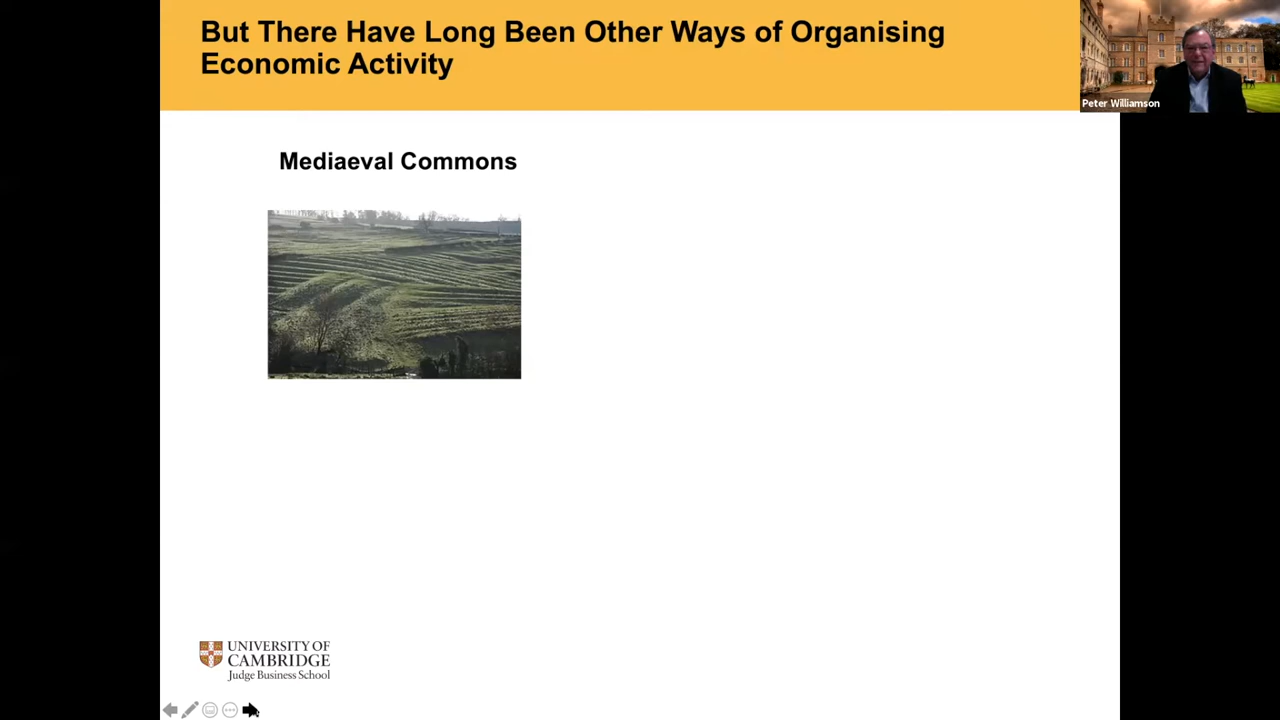 But There Have Long Been Other Ways of Organising
Economic Activity
Peter Williamson
Mediaeval Commons
UNIVERSITY OF
CAMBRIDGE
Judge Business School